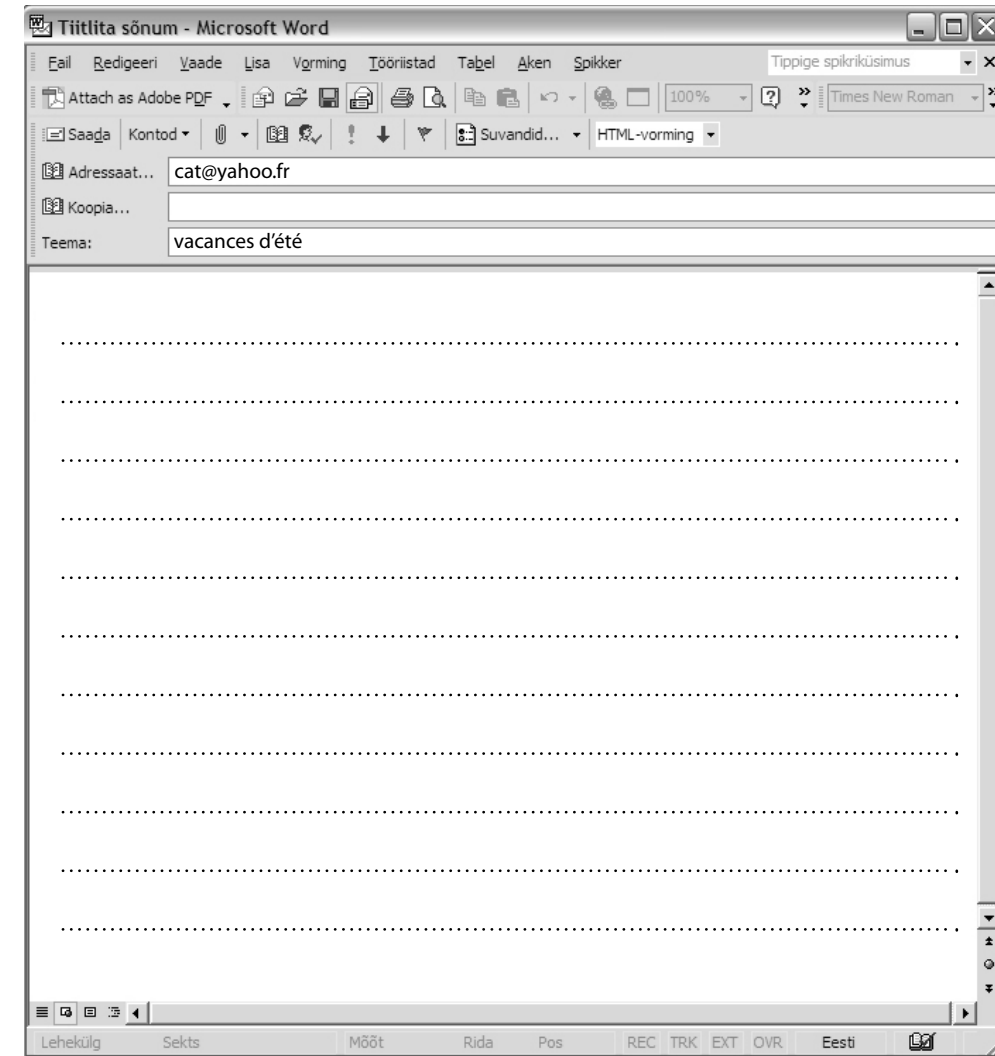 Tiitlita sõnum - Microsoft Word
Fail Redigeeri Vaade Lisa Vorming Tööriistad Tabel Aken Spikker Tippige spikriküsimus
Attach as Adobe PDF 100% Times New Roman
Saada Kontod Suvandid... HTML-vorming
Adressaat... cat@yahoo.fr
Koopia...
Teema: vacances d’été
Lehekülg Sekts Mõõt Rida Pos REC TRK EXT OVR Eesti